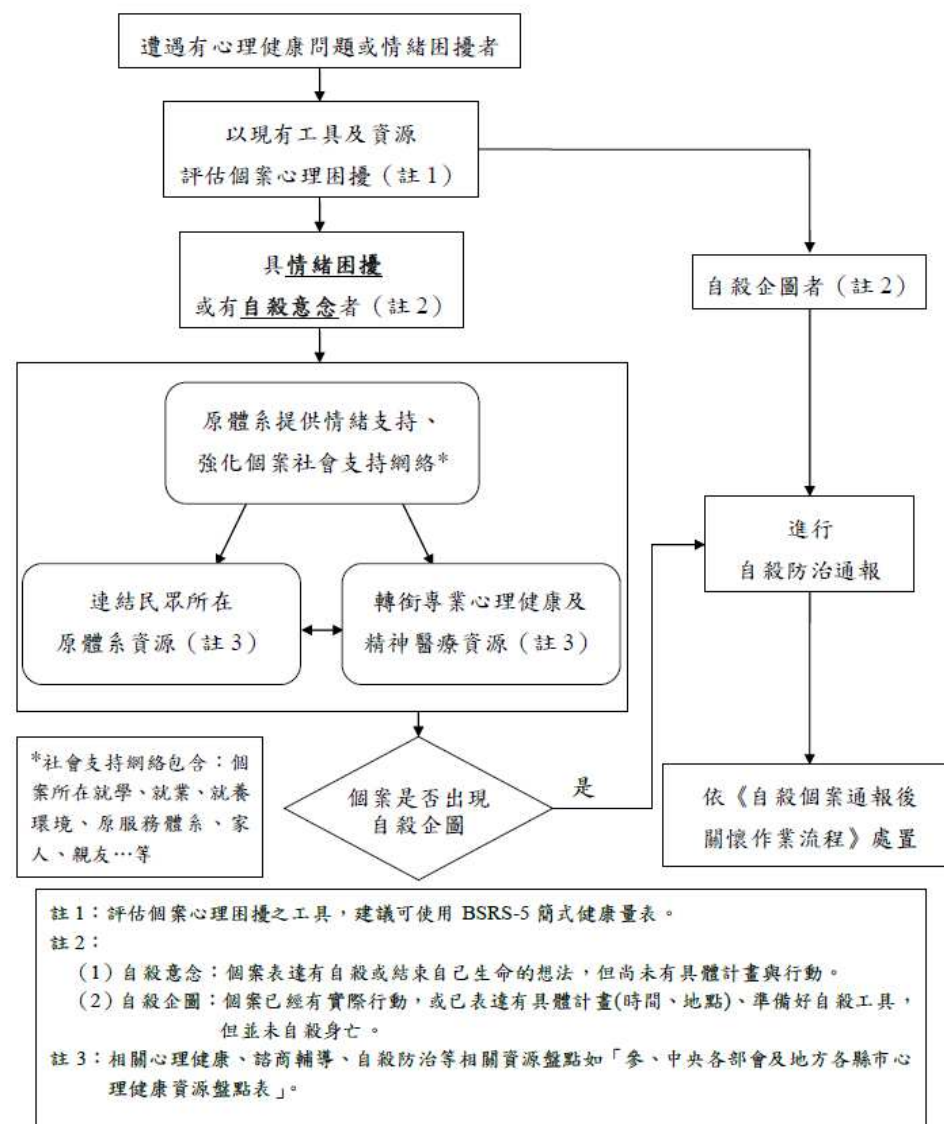 遭遇有心理健康問題或情緒困擾者
以現有工具及資源
評估個案心理困擾（註1）
具情緒困擾
或有自殺意念者（註2）
自殺企圖者（註2）
原體系提供情緒支持、
強化個案社會支持網絡*
連結民眾所在
原體系資源（註3）
轉銜專業心理健康及
精神醫療資源（註3）
進行
自殺防治通報
*社會支持網絡包含：個
案所在就學、就業、就養
環境、原服務體系、家
人、親友…等
個案是否出現
自殺企圖
是
依《自殺個案通報後
關懷作業流程》處置
註1：評估個案心理困擾之工具，建議可使用 BSRS-5 簡式健康量表。
註2：
（1）自殺意念：個案表達有自殺或結束自己生命的想法，但尚未有具體計畫與行動。
（2）自殺企圖：個案已經有實際行動，或已表達有具體計畫(時間、地點)、準備好自殺工具，
但並未自殺身亡。
註3：相關心理健康、諮商輔導、自殺防治等相關資源盤點如「參、中央各部會及地方各縣市心
理健康資源盤點表」。